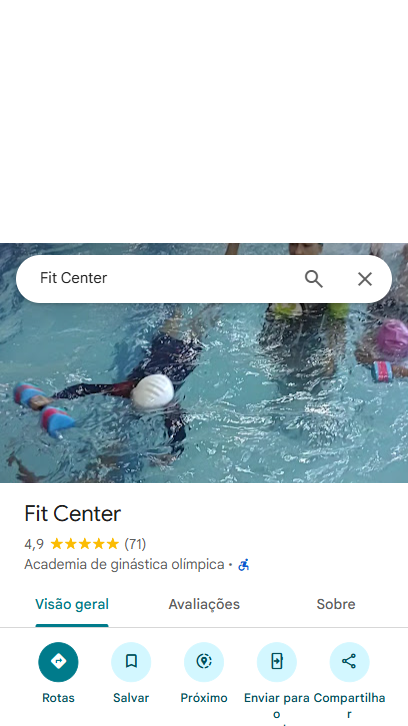 Fit Center
Fit Center
4,9 (71)
Academia de ginástica olímpica ·
Visão geral Avaliações Sobre
Rotas Salvar Próximo Enviar para Compartilha
o r